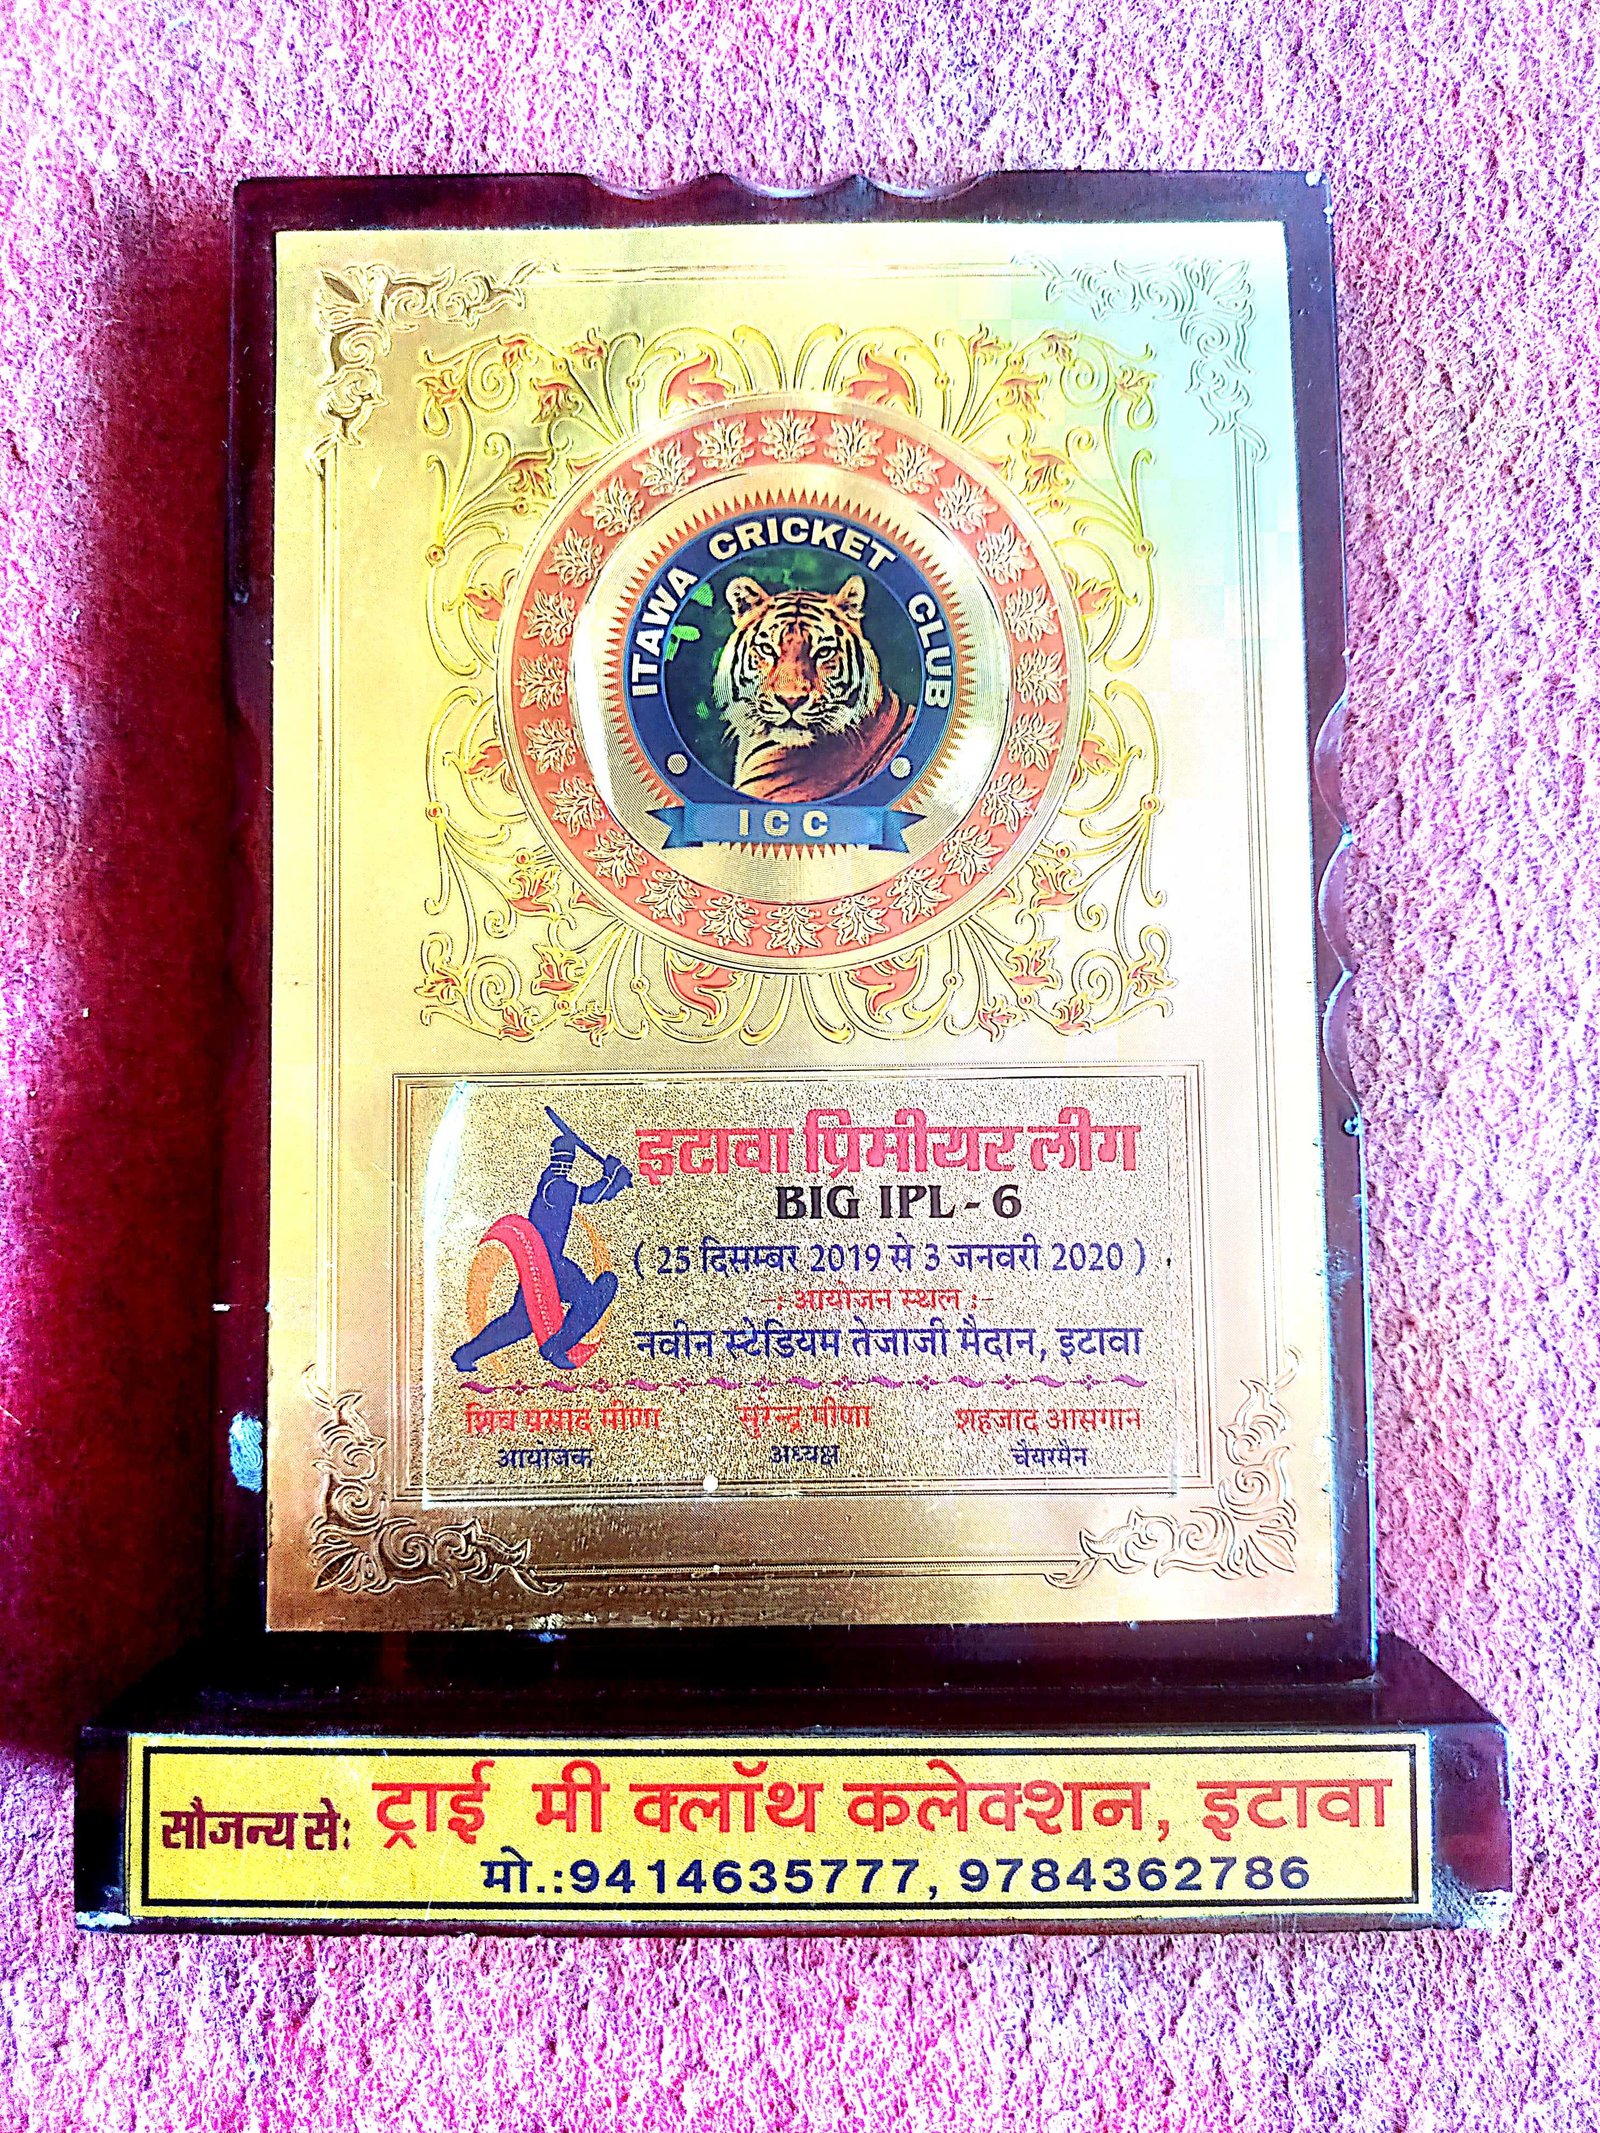 ITAWA CRICKET CLUB
ICC
इटावा प्रिमीयर लीग
BIG IPL - 6
( 25 दिसम्बर 2019 से 3 जनवरी 2020 )
-: आयोजन स्थल :-
नवीन स्टेडियम तेजाजी मैदान, इटावा
शिव प्रसाद मीणा सुरेन्द्र मीणा शहजाद आसगान
आयोजक अध्यक्ष चेयरमैन
सौजन्य से: ट्राई मी क्लॉथ कलेक्शन, इटावा
मो.:9414635777, 9784362786